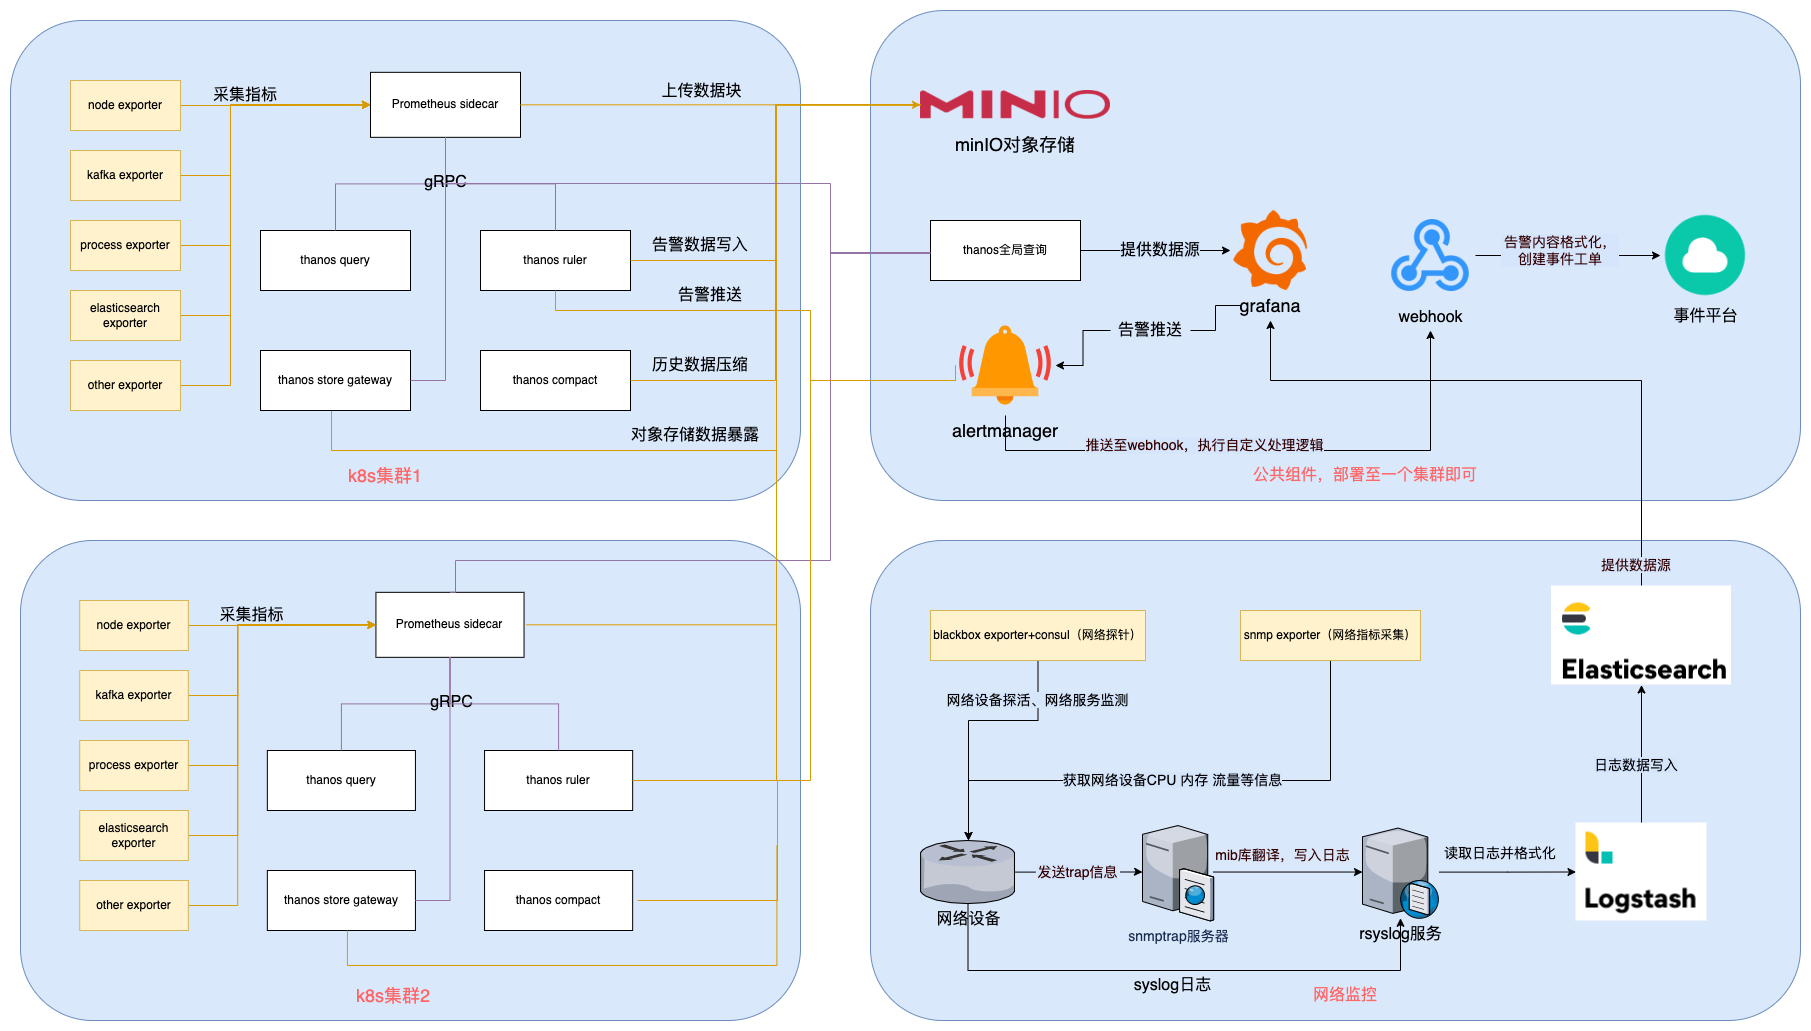 node exporter
kafka exporter
process exporter
elasticsearch
exporter
other exporter
采集指标
Prometheus sidecar
上传数据块
gRPC
thanos query
thanos ruler
告警数据写入
告警推送
thanos store gateway
thanos compact
历史数据压缩
对象存储数据暴露
k8s集群1
MINIO
minIO对象存储
thanos全局查询
提供数据源
grafana
告警推送
alertmanager
webhook
告警内容格式化，
创建事件工单
事件平台
推送至webhook，执行自定义处理逻辑
公共组件，部署至一个集群即可
node exporter
kafka exporter
process exporter
elasticsearch
exporter
other exporter
采集指标
Prometheus sidecar
gRPC
thanos query
thanos ruler
thanos store gateway
thanos compact
k8s集群2
blackbox exporter+consul（网络探针）
snmp exporter（网络指标采集）
网络设备探活、网络服务监测
获取网络设备CPU 内存 流量等信息
网络设备
发送trap信息
snmptrap服务器
mib库翻译，写入日志
rsyslog服务
读取日志并格式化
Logstash
日志数据写入
Elasticsearch
提供数据源
syslog日志
网络监控